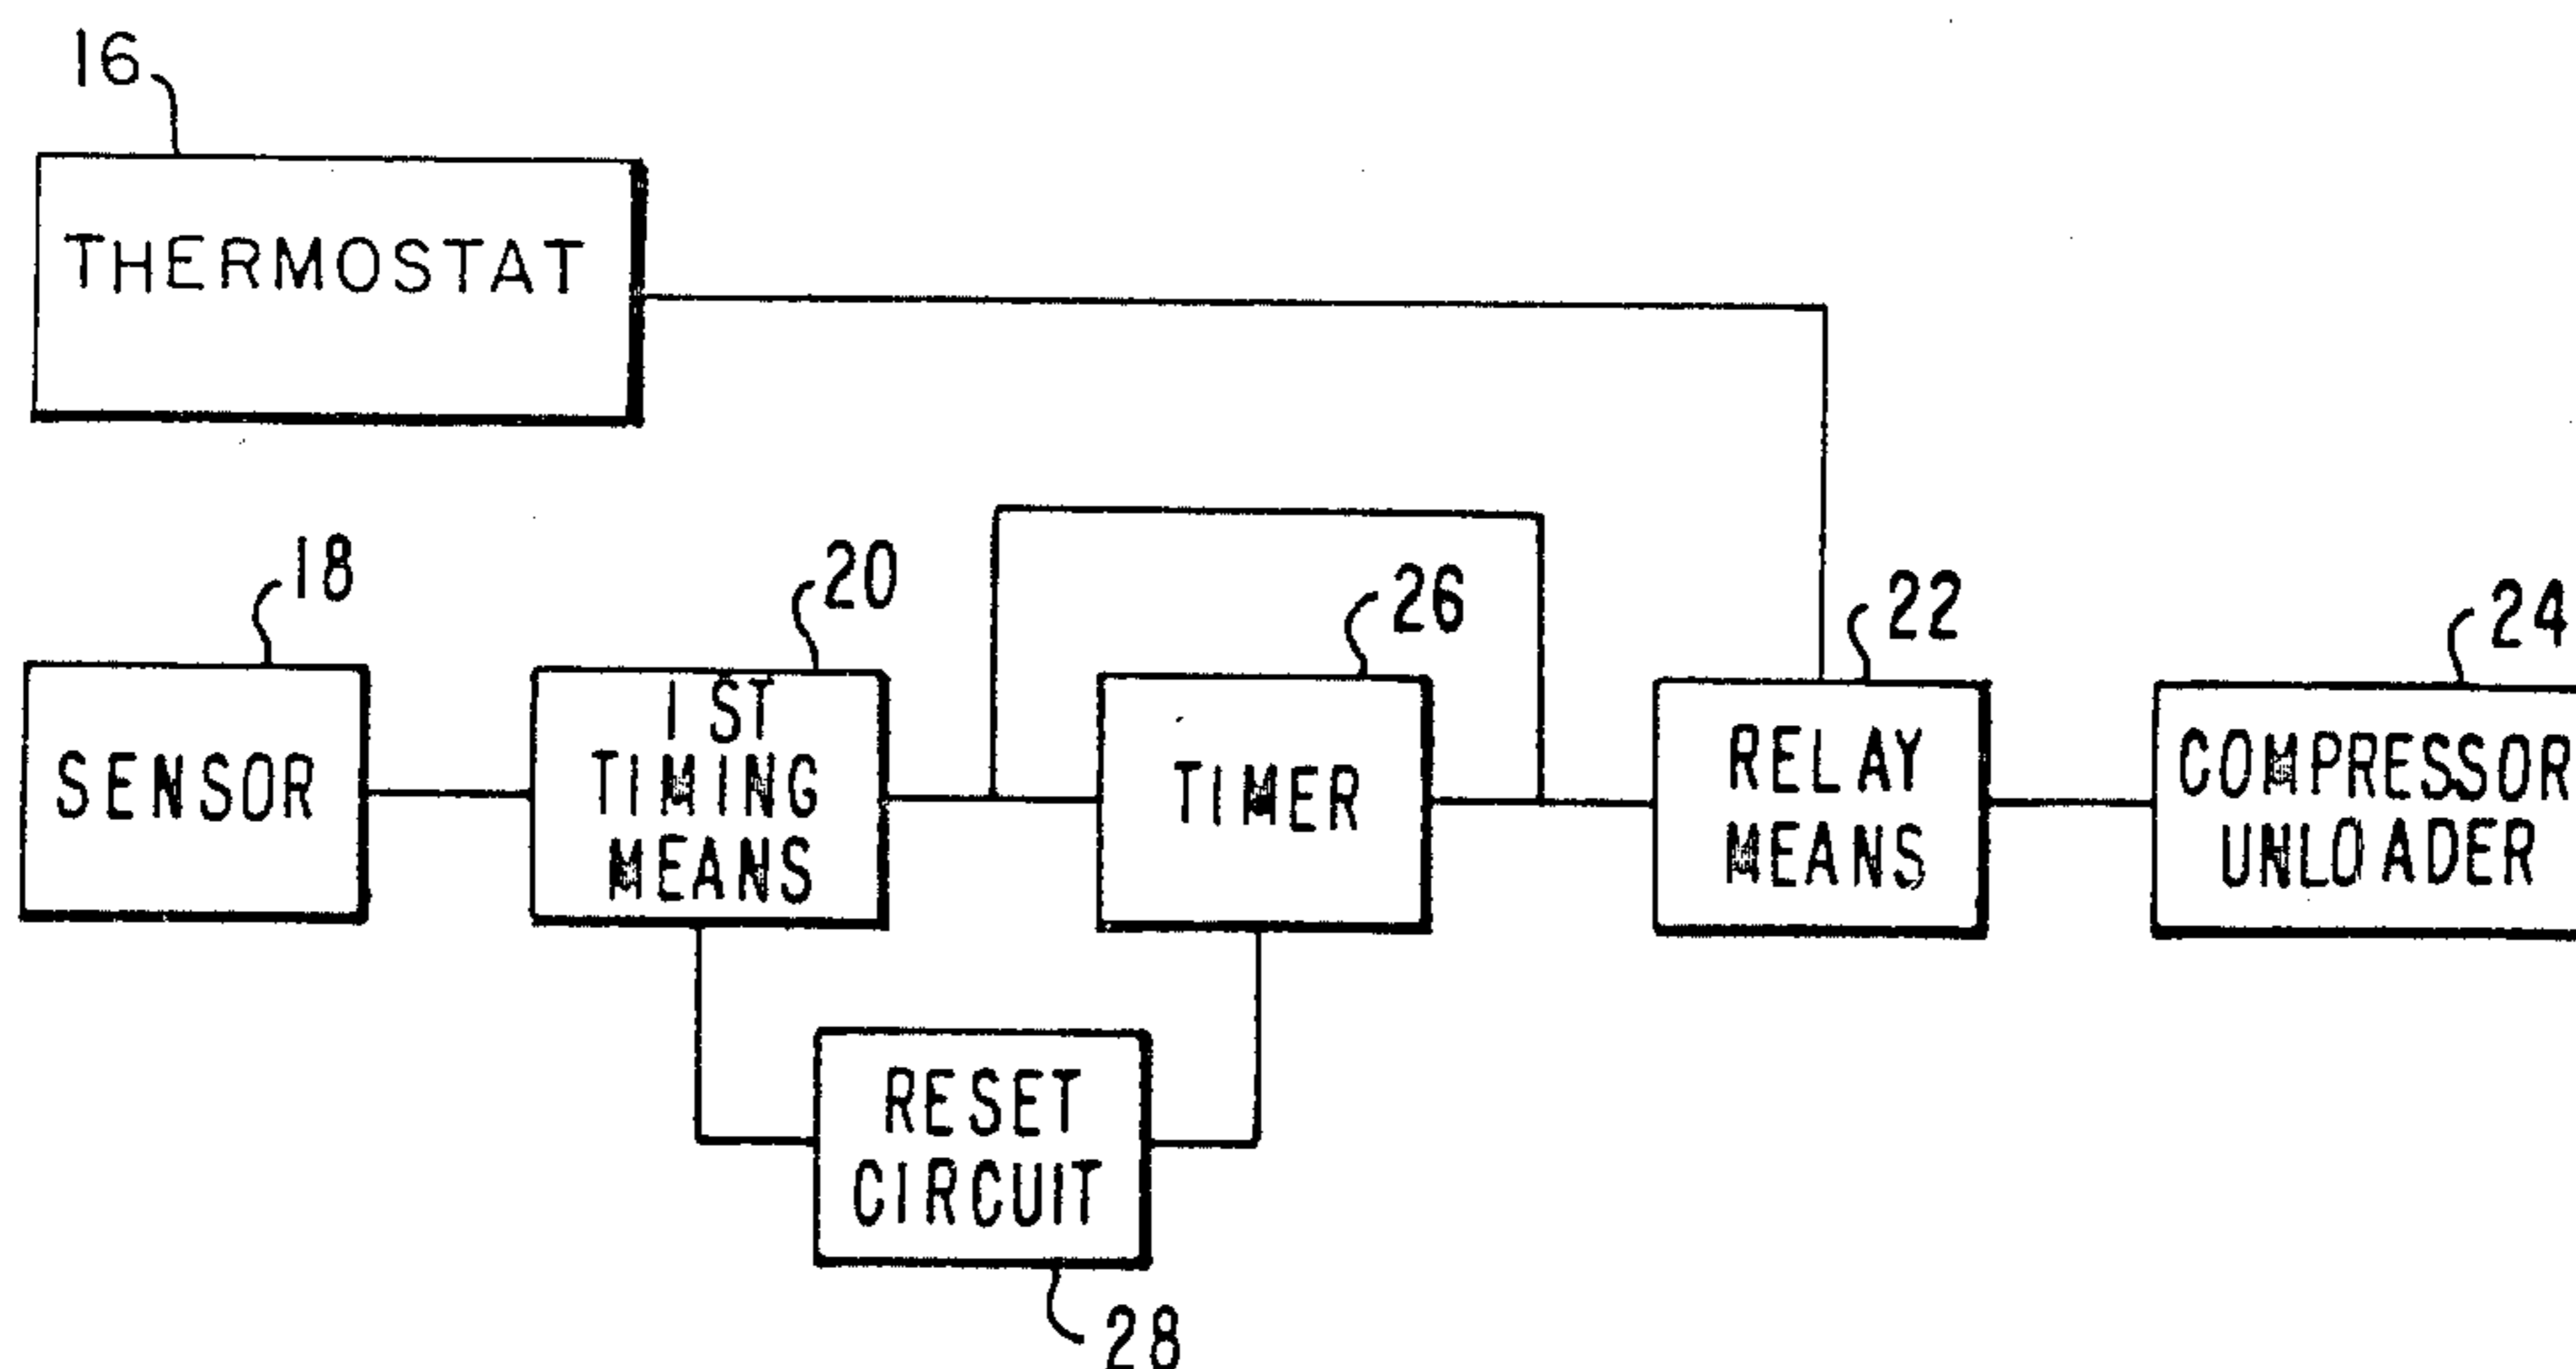 16
THERMOSTAT
18
20
26
22
24
SENSOR
1 ST
TIMING
MEANS
TIMER
RELAY
MEANS
COMPRESSOR
UNLOADER
RESET
CIRCUIT
28